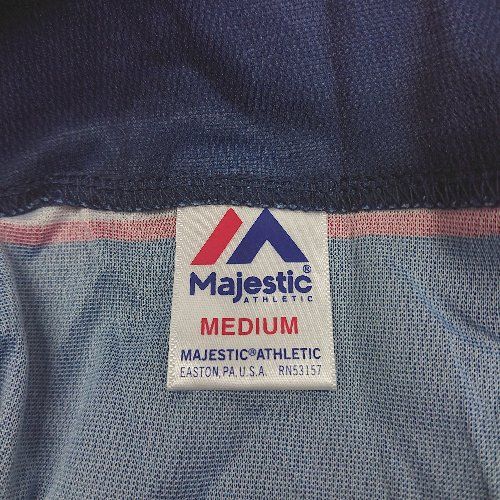 Majestic®
ATHLETIC
MEDIUM
MAJESTIC®ATHLETIC
EASTON, PA. U.S.A. RN53157